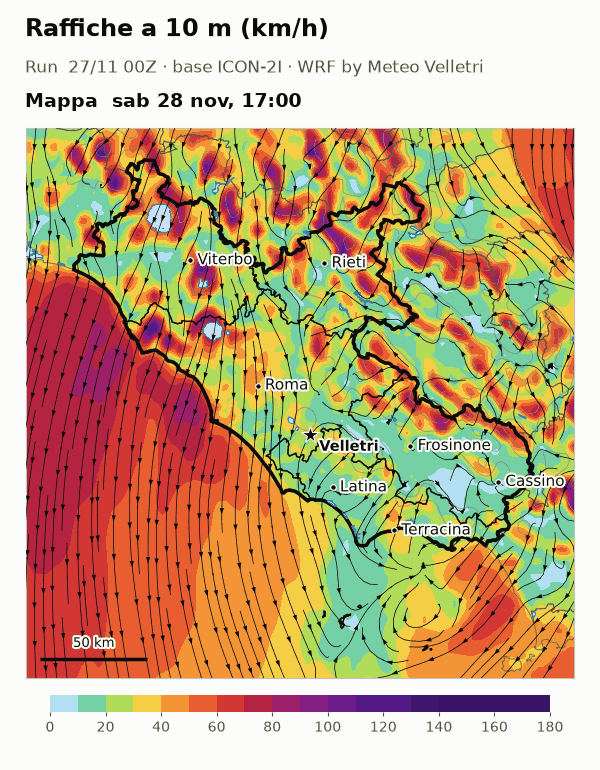 Raffiche a 10 m (km/h)
Run  27/11 00Z · base ICON-2I · WRF by Meteo Velletri
Mappa  sab 28 nov, 17:00
Viterbo
Rieti
Roma
Velletri
Frosinone
Cassino
Latina
Terracina
50 km
0 20 40 60 80 100 120 140 160 180